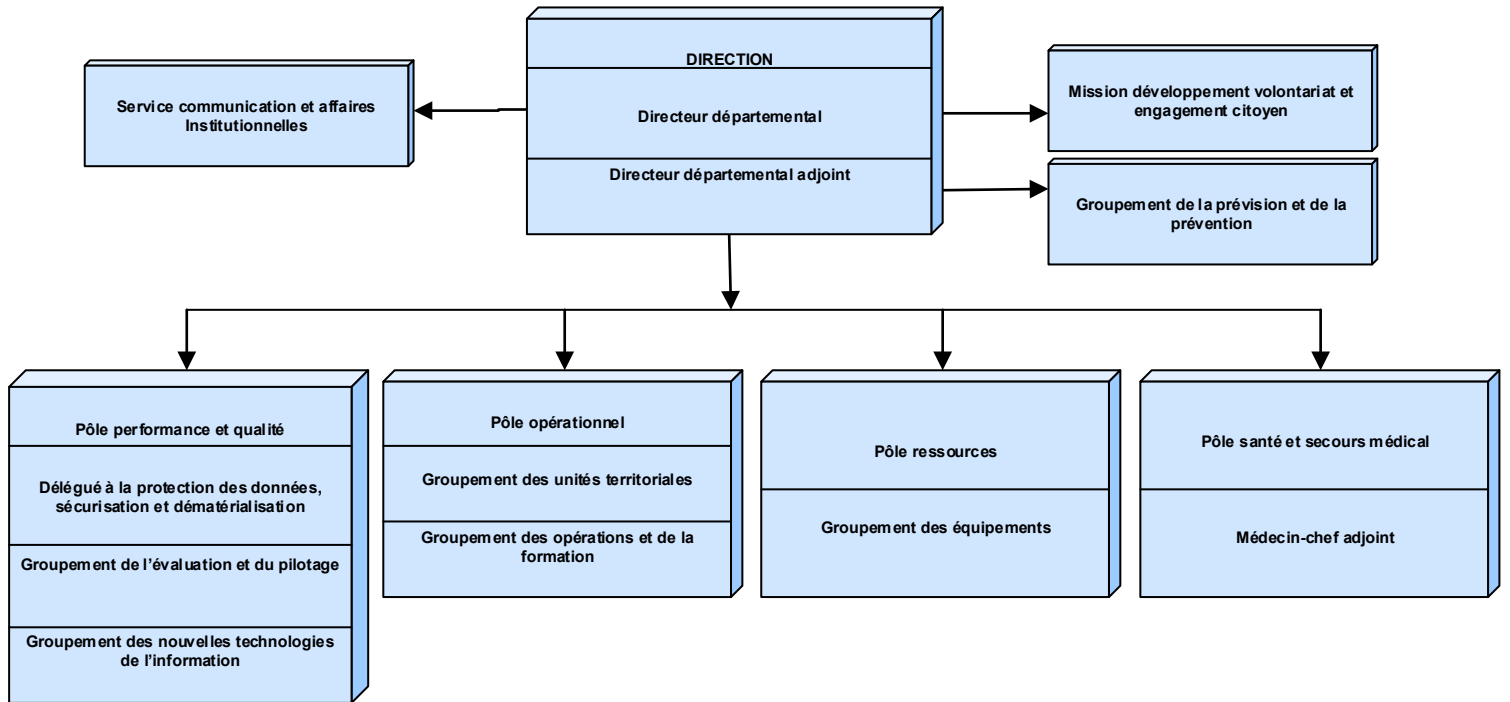 DIRECTION
Directeur départemental
Directeur départemental adjoint
Service communication et affaires
Institutionnelles
Mission développement volontariat et
engagement citoyen
Groupement de la prévision et de la
prévention
Pôle performance et qualité
Délégué à la protection des données,
sécurisation et dématérialisation
Groupement de l’évaluation et du pilotage
Groupement des nouvelles technologies
de l’information
Pôle opérationnel
Groupement des unités territoriales
Groupement des opérations et de la
formation
Pôle ressources
Groupement des équipements
Pôle santé et secours médical
Médecin-chef adjoint